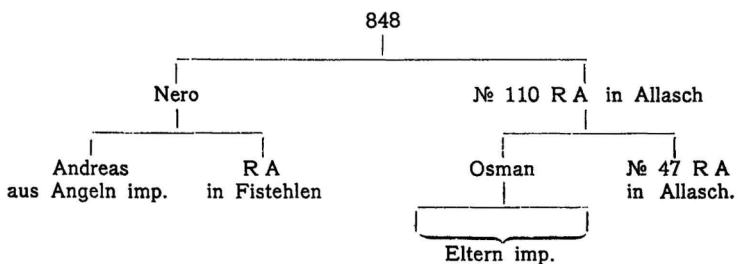 848
Nero № 110 R A in Allasch
Andreas R A Osman № 47 R A
aus Angeln imp. in Fistehlen in Allasch.
Eltern imp.